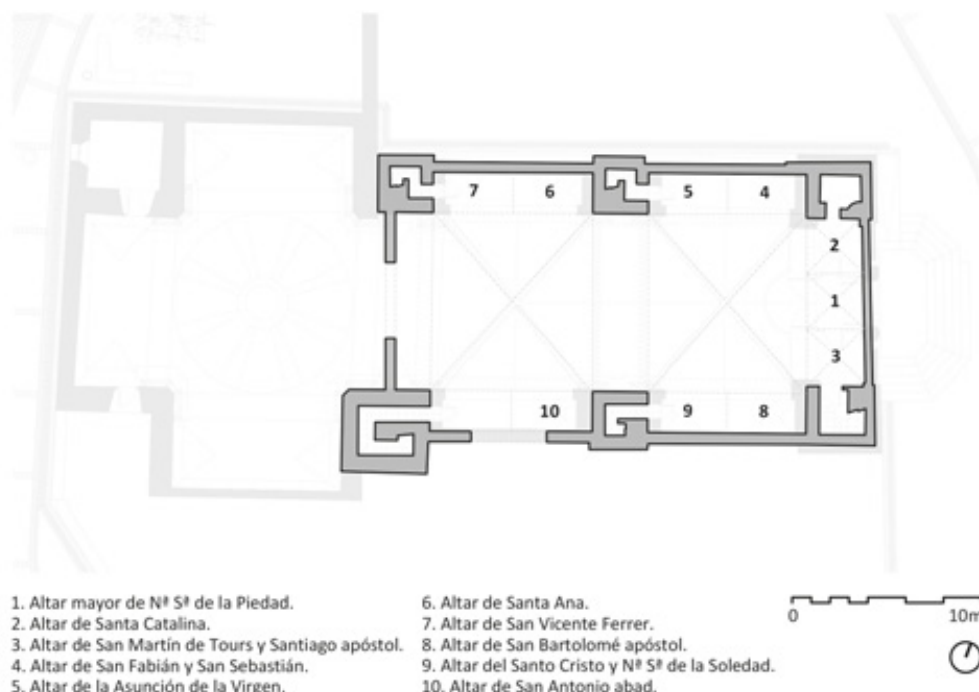 7 6 5 4
2
1
3
10 9 8
1. Altar mayor de Nª Sª de la Piedad.
2. Altar de Santa Catalina.
3. Altar de San Martín de Tours y Santiago apóstol.
4. Altar de San Fabián y San Sebastián.
5. Altar de la Asunción de la Virgen.
6. Altar de Santa Ana.
7. Altar de San Vicente Ferrer.
8. Altar de San Bartolomé apóstol.
9. Altar del Santo Cristo y Nª Sª de la Soledad.
10. Altar de San Antonio abad.
0 10m